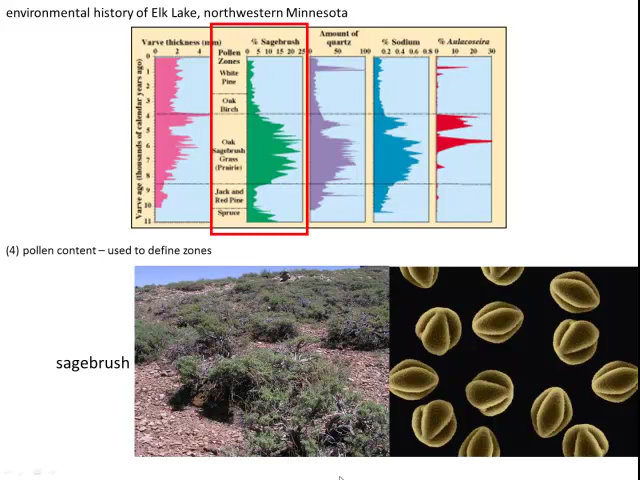 environmental history of Elk Lake, northwestern Minnesota
Varve thickness (mm)
0 2 4
Pollen
Zones
% Sagebrush
0 5 10 15 20 25
Amount of
quartz
0 50 100
% Sodium
0 0.2 0.4 0.6 0.8
% Aulacoseira
0 10 20 30
Varve age (thousands of calendar years ago)
0
1
2
3
4
5
6
7
8
9
10
11
White
Pine
Oak
Birch
Oak
Sagebrush
Grass
(Prairie)
Jack and
Red Pine
Spruce
(4) pollen content – used to define zones
sagebrush